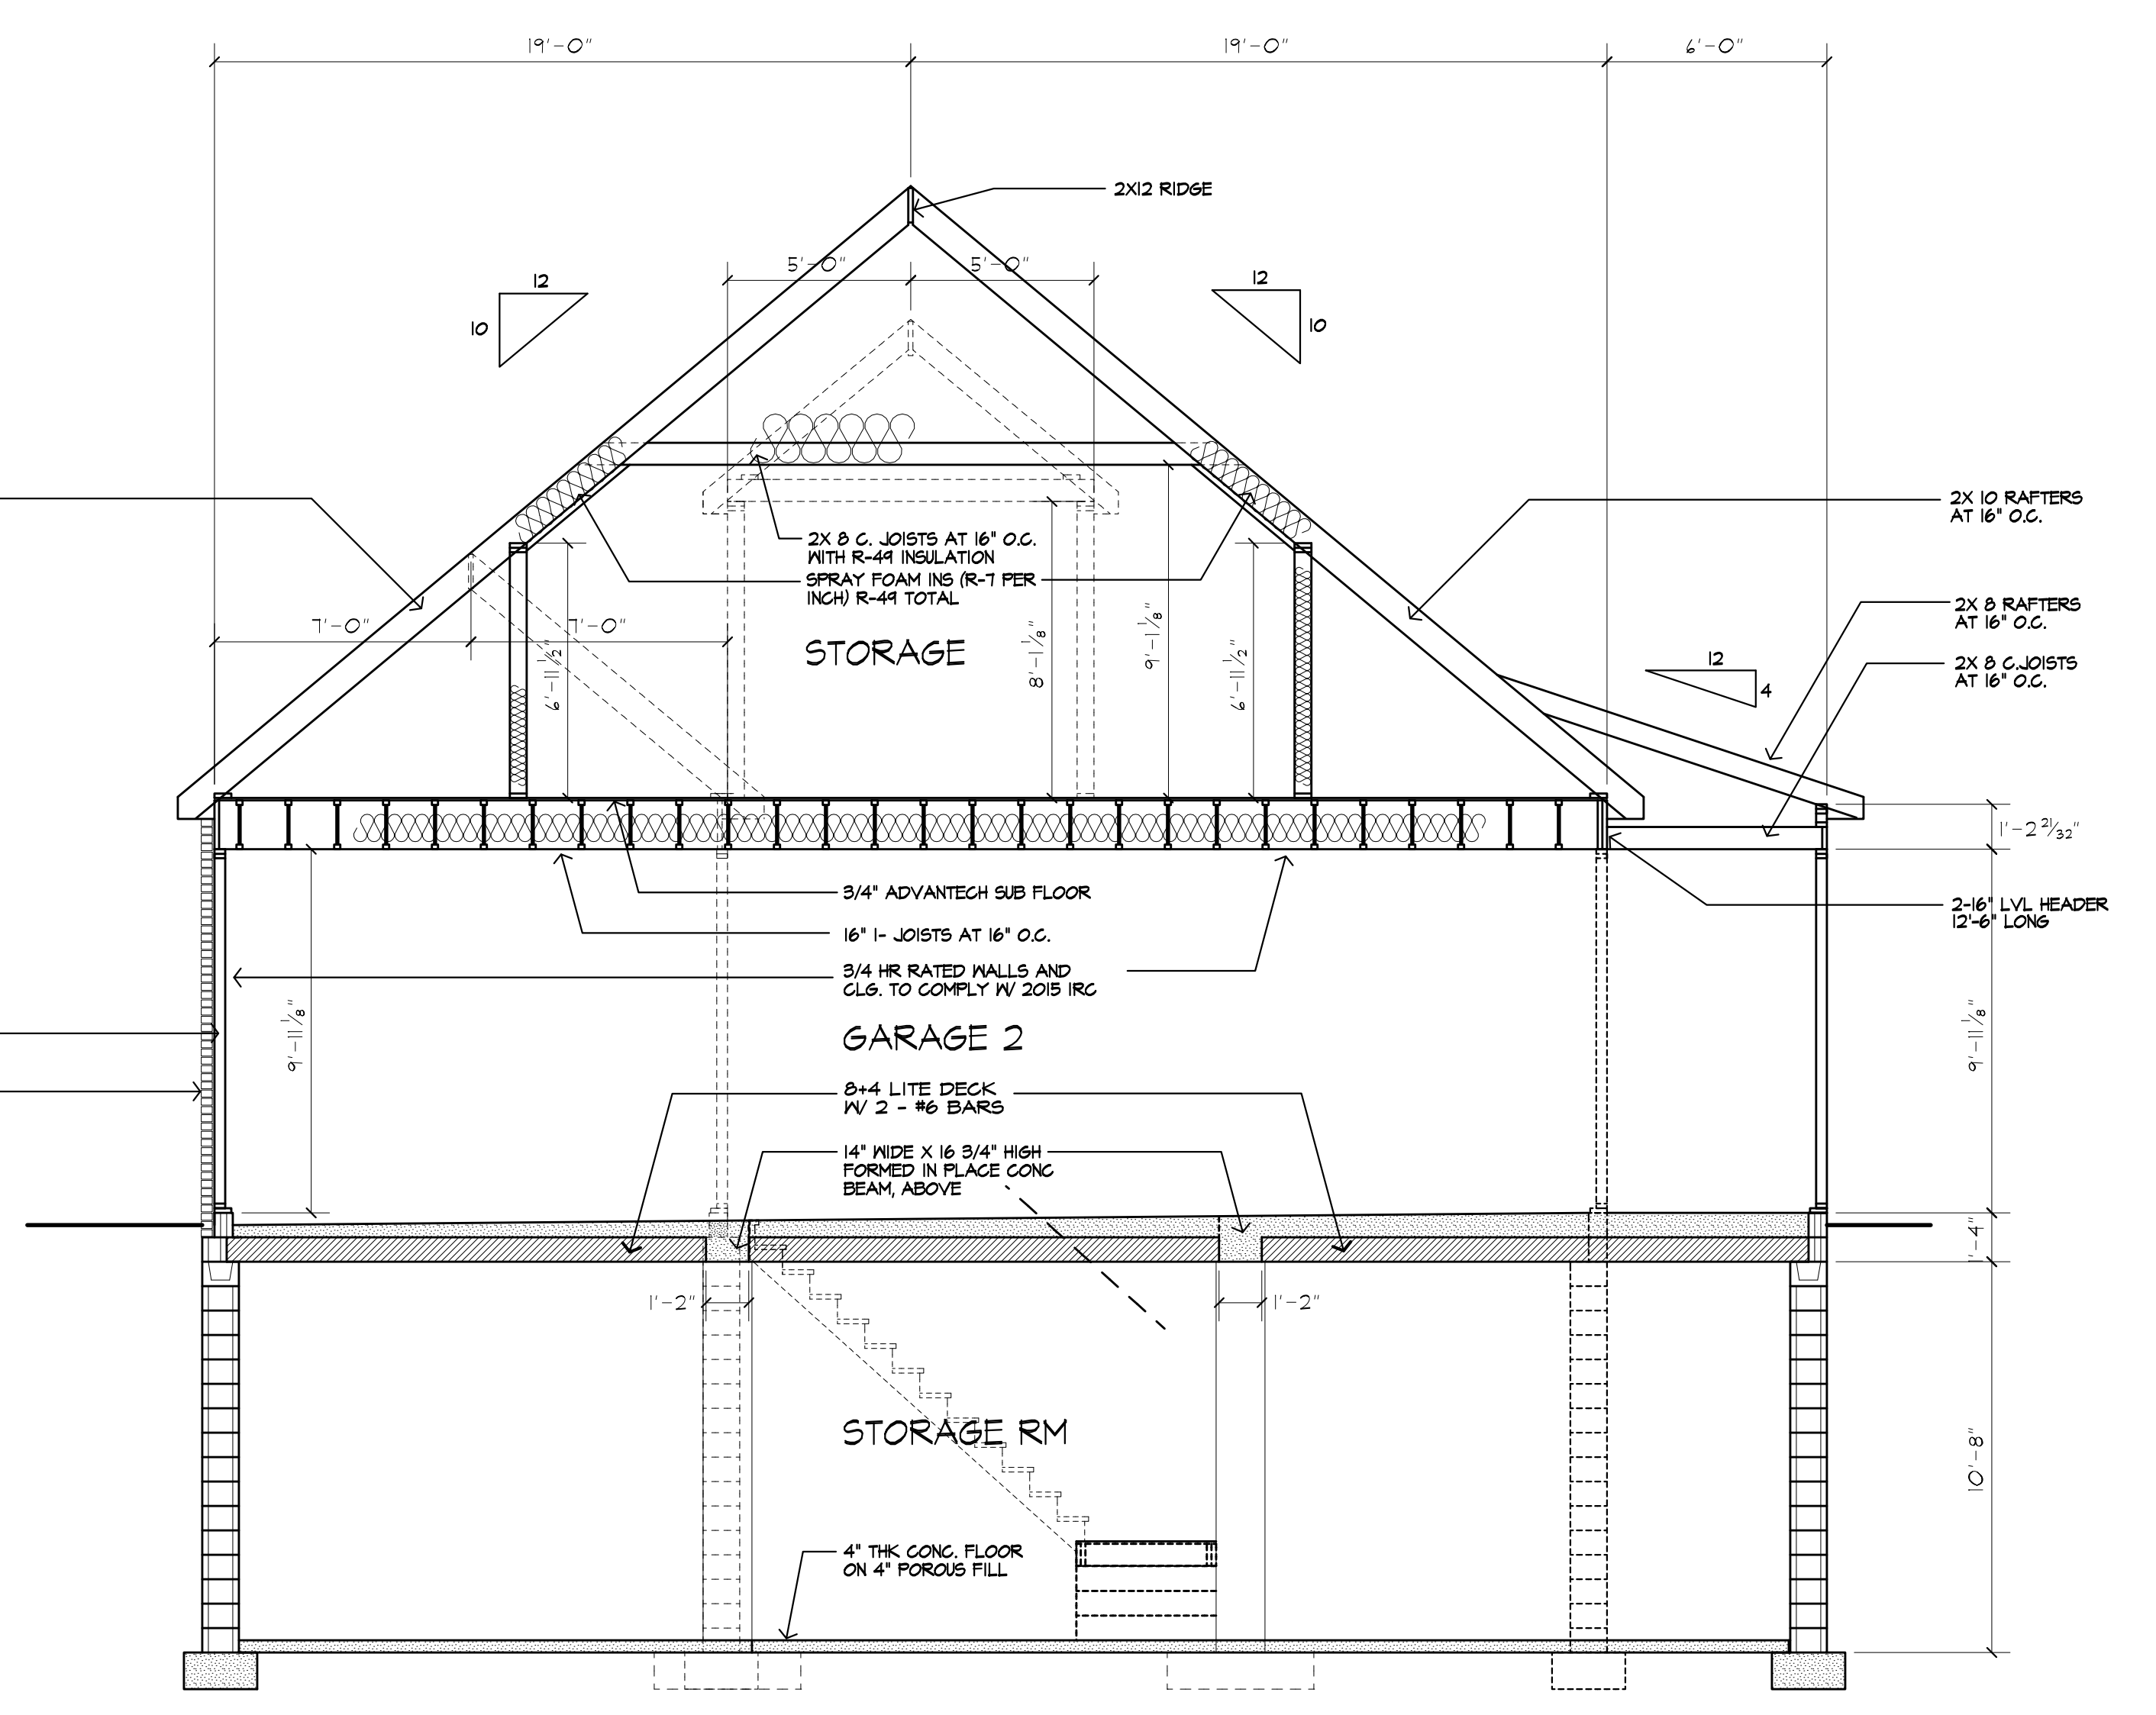 19'-0"
19'-0"
6'-0"
2X12 RIDGE
5'-0"
5'-0"
12
10
12
10
2X 10 RAFTERS
AT 16" O.C.
2X 8 C. JOISTS AT 16" O.C.
WITH R-49 INSULATION
SPRAY FOAM INS (R-7 PER
INCH) R-49 TOTAL
2X 8 RAFTERS
AT 16" O.C.
7'-0"
7'-0"
6'-11 1/2"
STORAGE
8'-1 1/8"
9'-1 1/8"
6'-11 1/2"
12
4
2X 8 C.JOISTS
AT 16" O.C.
1'-2 21/32"
3/4" ADVANTECH SUB FLOOR
2-16" LVL HEADER
12'-6" LONG
16" I- JOISTS AT 16" O.C.
3/4 HR RATED WALLS AND
CLG. TO COMPLY W/ 2015 IRC
9'-11 1/8"
GARAGE 2
9'-11 1/8"
8+4 LITE DECK
W/ 2 - #6 BARS
14" WIDE X 16 3/4" HIGH
FORMED IN PLACE CONC
BEAM, ABOVE
1'-4"
1'-2"
1'-2"
STORAGE RM
10'-8"
4" THK CONC. FLOOR
ON 4" POROUS FILL